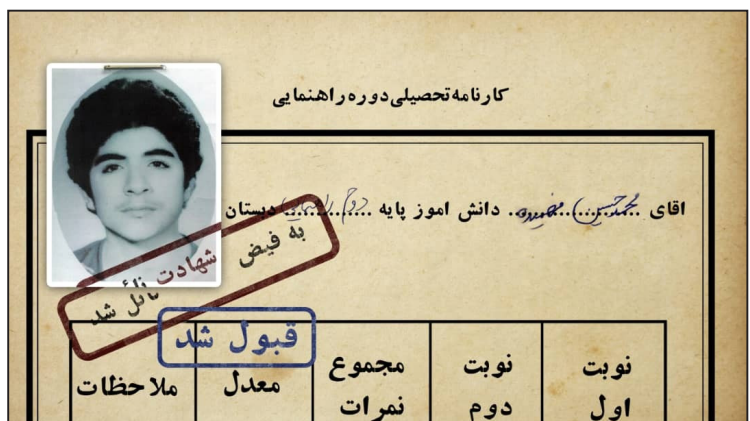 کارنامه تحصیلی دوره راهنمایی
اقای محمدحسین دانش اموز پایه دوم راهنمایی دبستان
به فیض شهادت نائل شد
قبول شد
نوبت اول
نوبت دوم
مجموع نمرات
معدل
ملاحظات